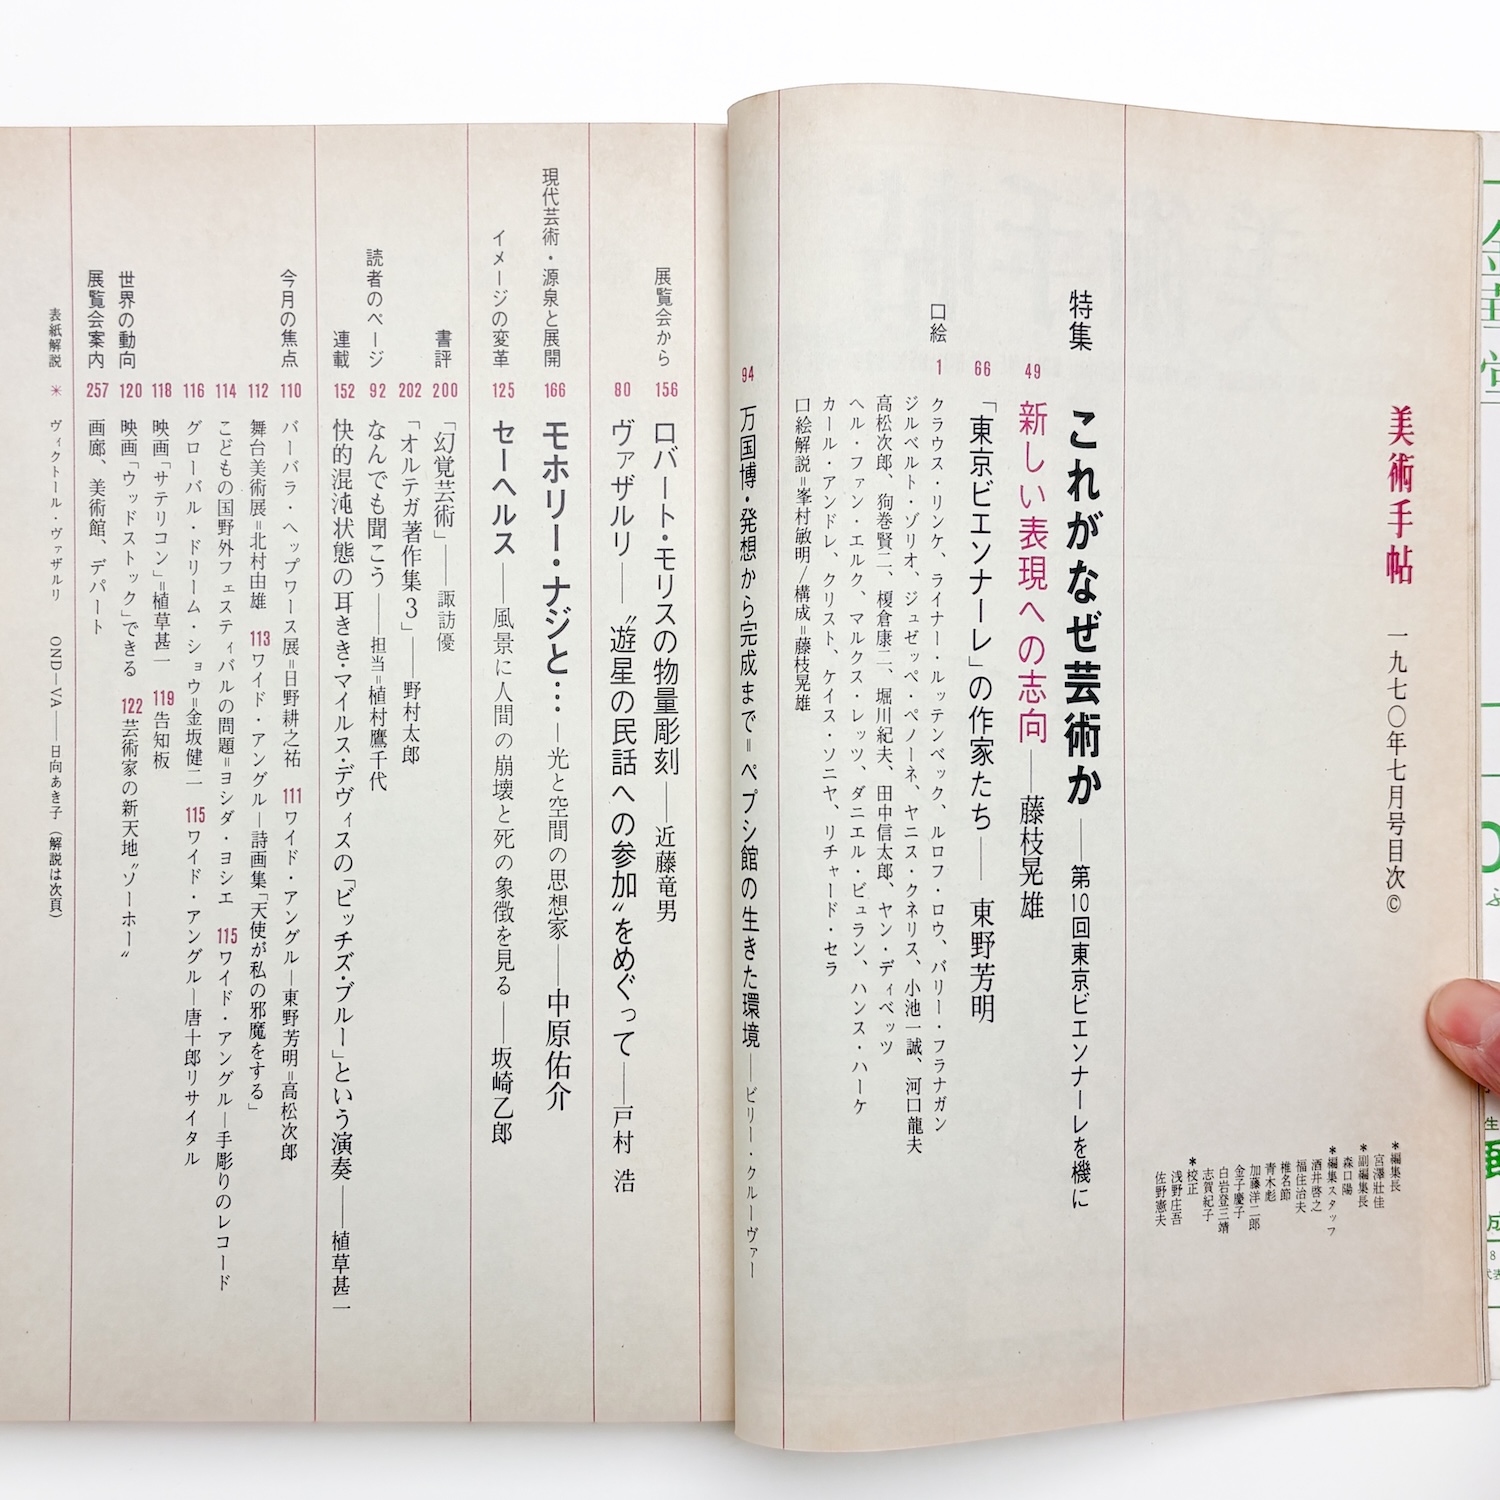 美術手帖 一九七〇年七月号目次©
*編集長
宮澤壮佳
*副編集長
森口陽
*編集スタッフ
酒井啓之
福住治夫
椎名節
青木彪
加藤洋二郎
金子慶子
白岩登三靖
志賀紀子
*校正
浅野庄吾
佐野憲夫
特集 これがなぜ芸術か——第10回東京ビエンナーレを機に
49 新しい表現への志向——藤枝晃雄
66 「東京ビエンナーレ」の作家たち——東野芳明
口絵 1 クラウス・リンケ、ライナー・ルッテンベック、ルロフ・ロウ、バリー・フラナガン
ジルベルト・ゾリオ、ジュゼッペ・ペノーネ、ヤニス・クネリス、小池一誠、河口龍夫
高松次郎、狗巻賢二、榎倉康二、堀川紀夫、田中信太郎、ヤン・ディベッツ
ヘル・ファン・エルク、マルクス・レッツ、ダニエル・ビュラン、ハンス・ハーケ
カール・アンドレ、クリスト、ケイス・ソニヤ、リチャード・セラ
口絵解説=峯村敏明/構成=藤枝晃雄
94 万国博・発想から完成まで=ペプシ館の生きた環境——ビリー・クルーヴァー
展覧会から 156 ロバート・モリスの物量彫刻——近藤竜男
80 ヴァザルリ——〝遊星の民話への参加〟をめぐって——戸村 浩
現代芸術・源泉と展開 166 モホリー・ナジと…—光と空間の思想家——中原佑介
イメージの変革 125 セーヘルス——風景に人間の崩壊と死の象徴を見る——坂崎乙郎
書評 200 「幻覚芸術」——諏訪優
202 「オルテガ著作集3」——野村太郎
読者のページ 92 なんでも聞こう——担当=植村鷹千代
連載 152 快的混沌状態の耳きき・マイルス・デヴィスの「ビッチズ・ブルー」という演奏——植草甚一
今月の焦点 110 バーバラ・ヘップワース展=日野耕之祐 111 ワイド・アングル—東野芳明=高松次郎
112 舞台美術展=北村由雄 113 ワイド・アングル—詩画集「天使が私の邪魔をする」
114 こどもの国野外フェスティバルの問題=ヨシダ・ヨシエ 115 ワイド・アングル—手彫りのレコード
116 グローバル・ドリーム・ショウ=金坂健二 115 ワイド・アングル—唐十郎リサイタル
118 映画「サテリコン」=植草甚一 119 告知板
世界の動向 120 映画「ウッドストック」できる 122 芸術家の新天地〝ソーホー〟
展覧会案内 257 画廊、美術館、デパート
表紙解説 * ヴィクトール・ヴァザルリ OND—VA——日向あき子（解説は次頁）